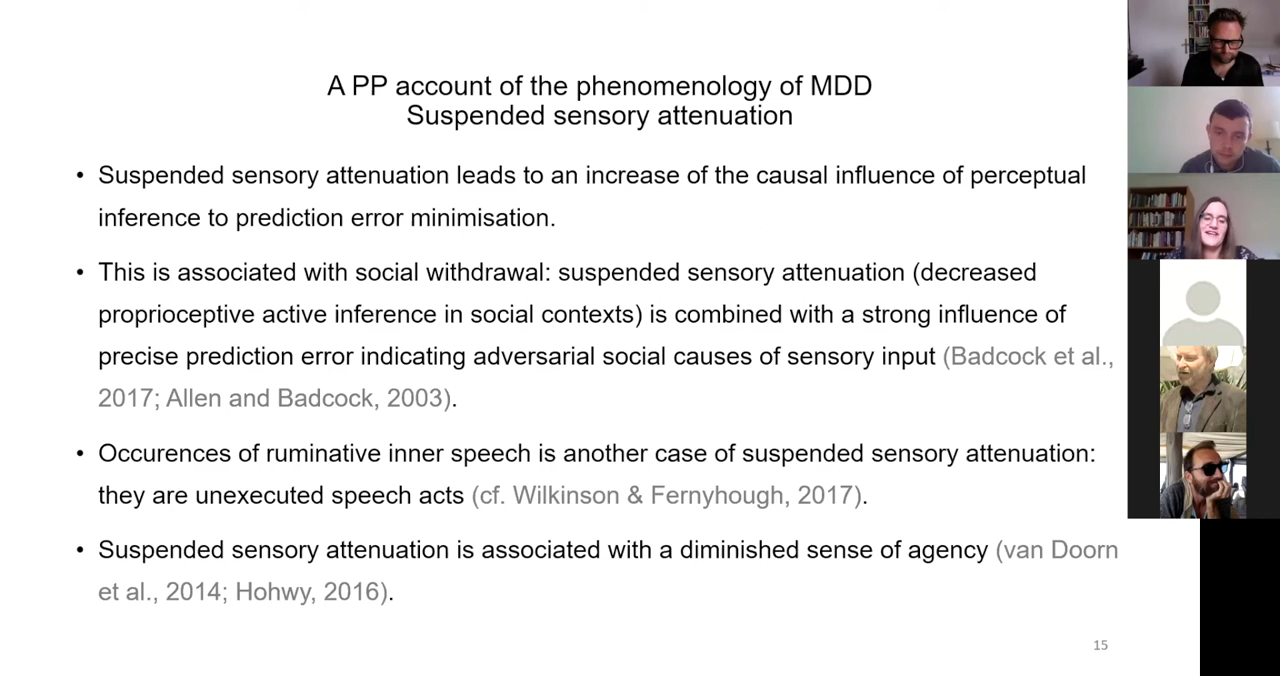 A PP account of the phenomenology of MDD
Suspended sensory attenuation
• Suspended sensory attenuation leads to an increase of the causal influence of perceptual
inference to prediction error minimisation.
• This is associated with social withdrawal: suspended sensory attenuation (decreased
proprioceptive active inference in social contexts) is combined with a strong influence of
precise prediction error indicating adversarial social causes of sensory input (Badcock et al.,
2017; Allen and Badcock, 2003).
• Occurences of ruminative inner speech is another case of suspended sensory attenuation:
they are unexecuted speech acts (cf. Wilkinson & Fernyhough, 2017).
• Suspended sensory attenuation is associated with a diminished sense of agency (van Doorn
et al., 2014; Hohwy, 2016).
15